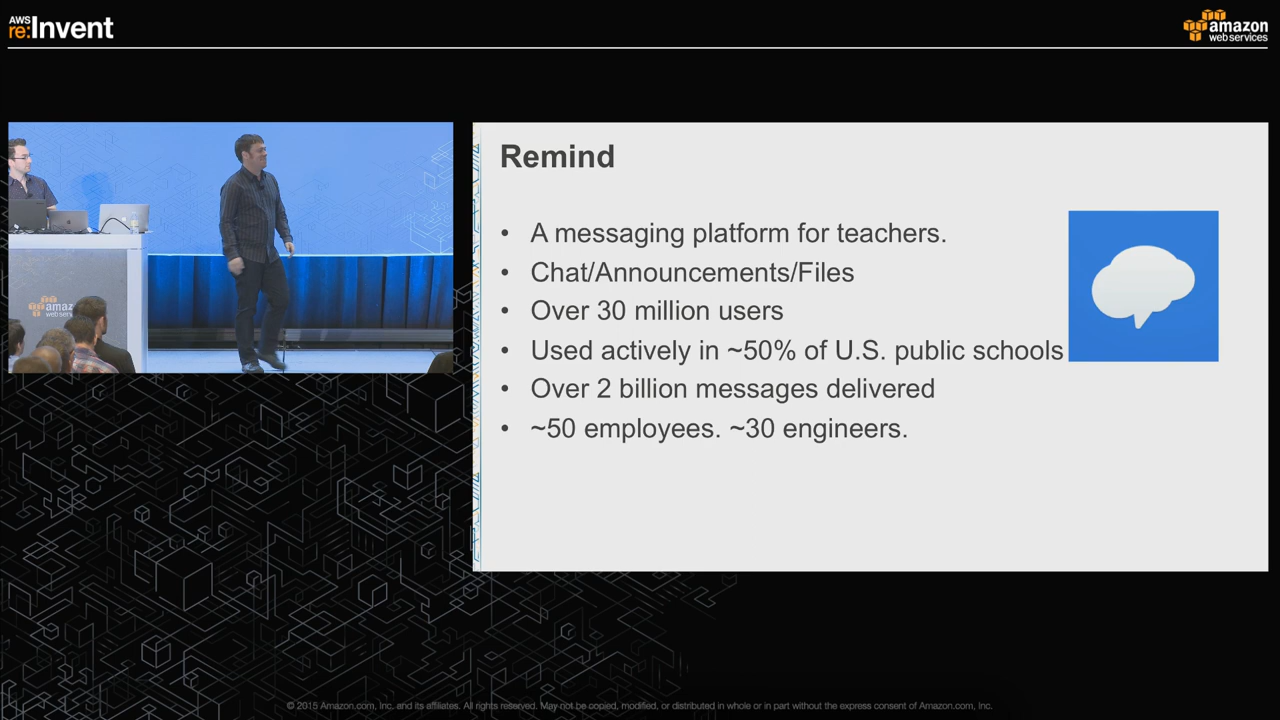 AWS
re:Invent
amazon
web services
Remind
• A messaging platform for teachers.
• Chat/Announcements/Files
• Over 30 million users
• Used actively in ~50% of U.S. public schools
• Over 2 billion messages delivered
• ~50 employees. ~30 engineers.
amazon
web services
© 2015 Amazon.com, Inc. and its affiliates. All rights reserved. May not be copied, modified, or distributed in whole or in part without the express consent of Amazon.com, Inc.